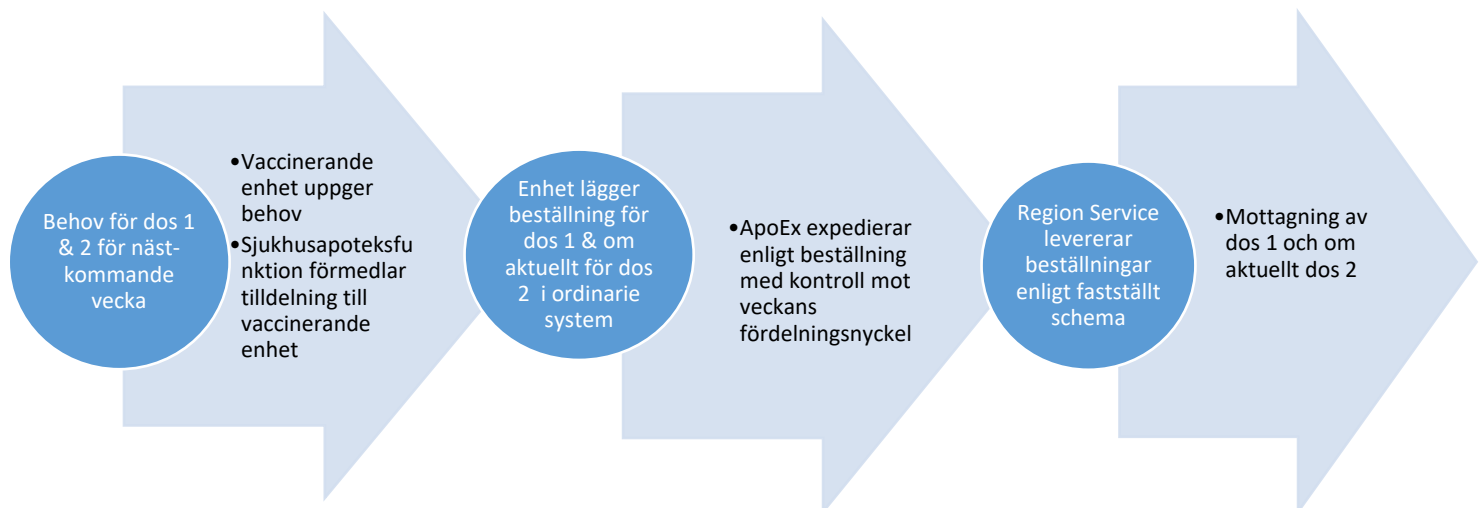 Behov för dos 1
& 2 för näst-
kommande
vecka
•Vaccinerande
enhet uppger
behov
•Sjukhusapoteksfu
nktion förmedlar
tilldelning till
vaccinerande
enhet
Enhet lägger
beställning för
dos 1 & om
aktuellt för dos
2 i ordinarie
system
•ApoEx expedierar
enligt beställning
med kontroll mot
veckans
fördelningsnyckel
Region Service
levererar
beställningar
enligt fastställt
schema
•Mottagning av
dos 1 och om
aktuellt dos 2